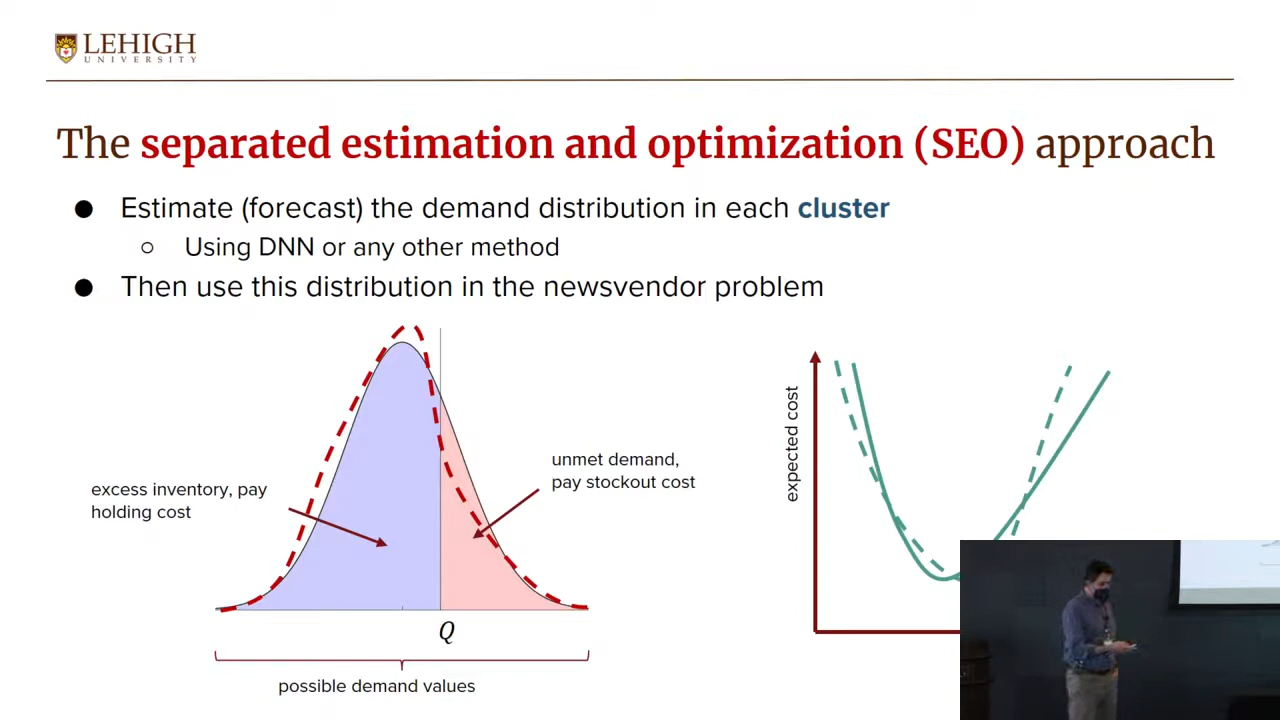 LEHIGH
UNIVERSITY
The separated estimation and optimization (SEO) approach
● Estimate (forecast) the demand distribution in each cluster
○ Using DNN or any other method
● Then use this distribution in the newsvendor problem
excess inventory, pay
holding cost
unmet demand,
pay stockout cost
Q
possible demand values
expected cost